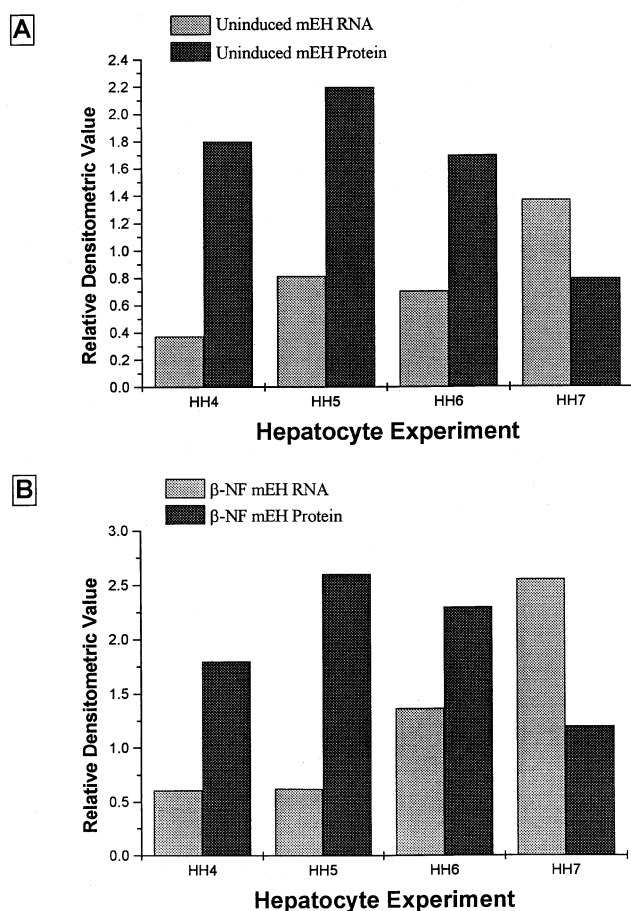 A
Uninduced mEH RNA
Uninduced mEH Protein
Relative Densitometric Value
2.4
2.2
2.0
1.8
1.6
1.4
1.2
1.0
0.8
0.6
0.4
0.2
0.0
HH4 HH5 HH6 HH7
Hepatocyte Experiment
B
β-NF mEH RNA
β-NF mEH Protein
Relative Densitometric Value
3.0
2.5
2.0
1.5
1.0
0.5
0.0
HH4 HH5 HH6 HH7
Hepatocyte Experiment